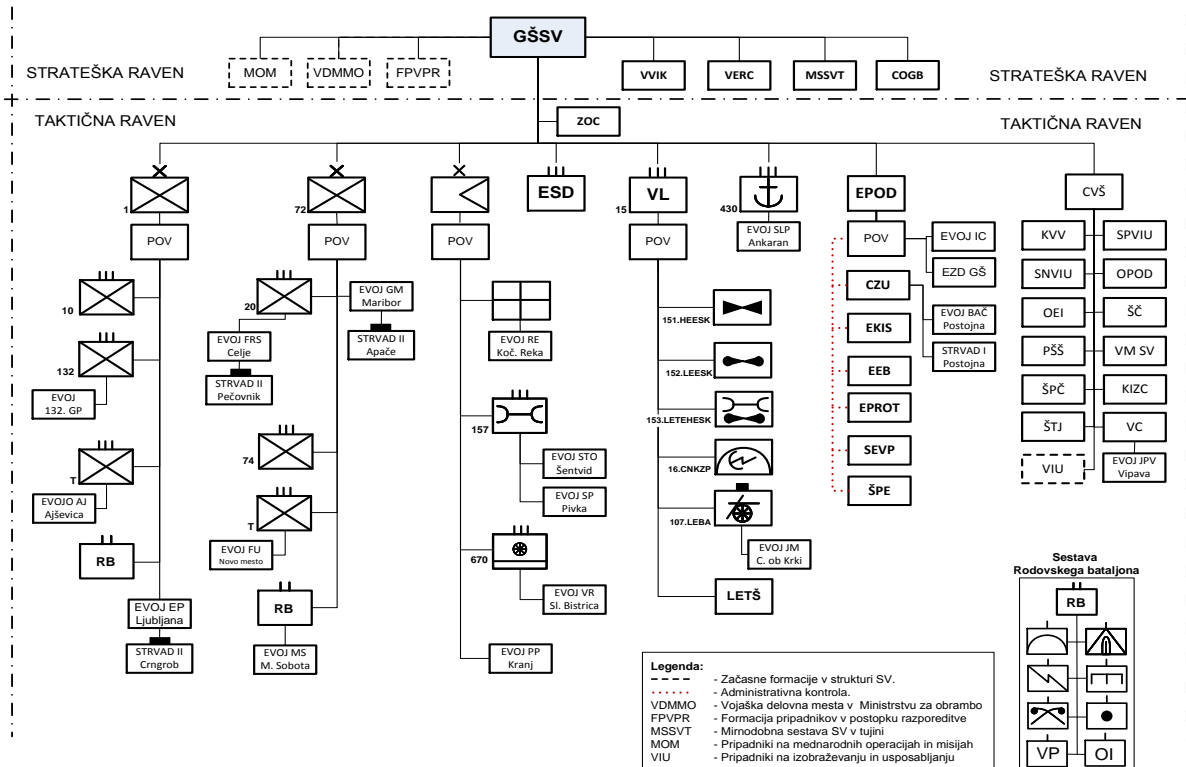 GŠSV
STRATEŠKA RAVEN
MOM
VDMMO
FPVPR
VVIK
VERC
MSSVT
COGB
STRATEŠKA RAVEN
TAKTIČNA RAVEN
ZOC
TAKTIČNA RAVEN
1
POV
10
132
EVOJ
132. GP
T
EVOJO AJ
Ajševica
RB
EVOJ EP
Ljubljana
STRVAD II
Crngrob
72
POV
20
EVOJ GM
Maribor
STRVAD II
Apače
EVOJ FRS
Celje
STRVAD II
Pečovnik
74
T
EVOJ FU
Novo mesto
RB
EVOJ MS
M. Sobota
POV
EVOJ RE
Koč. Reka
157
EVOJ STO
Šentvid
EVOJ SP
Pivka
670
EVOJ VR
Sl. Bistrica
EVOJ PP
Kranj
ESD
VL
15
POV
151.HEESK
152.LEESK
153.LETEHESK
16.CNKZP
107.LEBA
EVOJ JM
C. ob Krki
LETŠ
430
EVOJ SLP
Ankaran
EPOD
POV
EVOJ IC
EZD GŠ
CZU
EVOJ BAČ
Postojna
STRVAD I
Postojna
EKIS
EEB
EPROT
SEVP
ŠPE
CVŠ
KVV
SPVIU
SNVIU
OPOD
OEI
ŠČ
PŠŠ
VM SV
ŠPČ
KIZC
ŠTJ
VC
VIU
EVOJ JPV
Vipava
Sestava
Rodovskega bataljona
RB
VP
OI
Legenda:
- Začasne formacije v strukturi SV.
- Administrativna kontrola.
VDMMO - Vojaška delovna mesta v Ministrstvu za obrambo
FPVPR - Formacija pripadnikov v postopku razporeditve
MSSVT - Mirnodobna sestava SV v tujini
MOM - Pripadniki na mednarodnih operacijah in misijah
VIU - Pripadniki na izobraževanju in usposabljanju